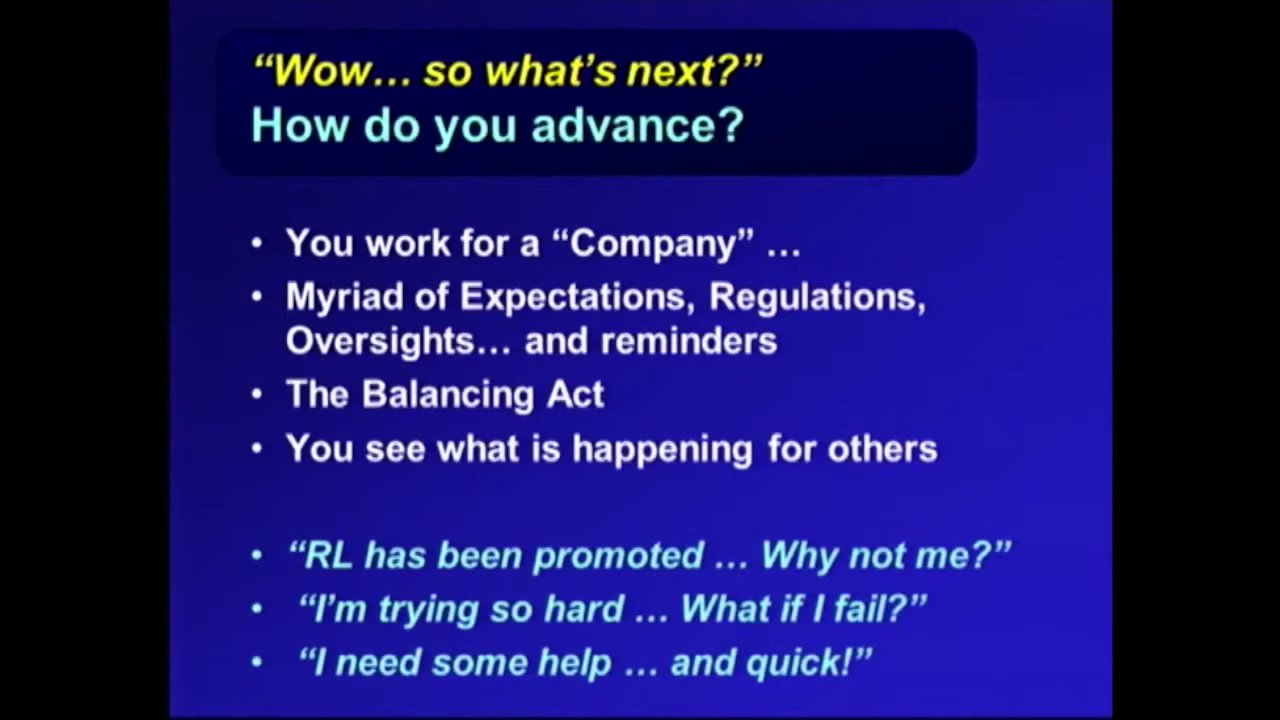 “Wow… so what’s next?”
How do you advance?
• You work for a “Company” …
• Myriad of Expectations, Regulations,
Oversights… and reminders
• The Balancing Act
• You see what is happening for others
• “RL has been promoted … Why not me?”
• “I’m trying so hard … What if I fail?”
• “I need some help … and quick!”